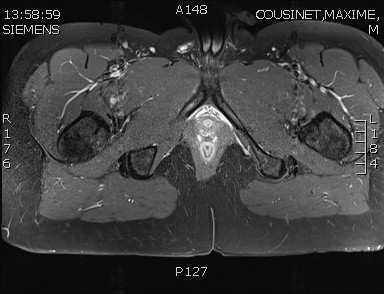 13:58:59
SIEMENS
A148
COUSINET,MAXIME,
M
R
1
7
6
L
1
8
4
P127